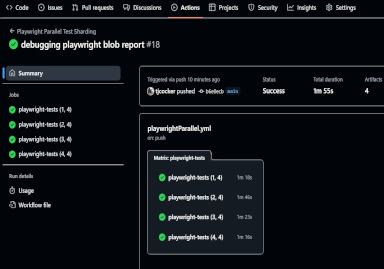 Code Issues Pull requests Discussions Actions Projects Security Insights Settings
Playwright Parallel Test Sharding
debugging playwright blob report #18
Summary
Jobs
playwright-tests (1, 4)
playwright-tests (2, 4)
playwright-tests (3, 4)
playwright-tests (4, 4)
Run details
Usage
Workflow file
Triggered via push 10 minutes ago
Status
Total duration
Artifacts
tjcocker pushed
main
Success
1m 55s
4
playwrightParallel.yml
on: push
Matrix: playwright-tests
playwright-tests (1, 4) 1m 18s
playwright-tests (2, 4) 1m 46s
playwright-tests (3, 4) 1m 23s
playwright-tests (4, 4) 1m 16s